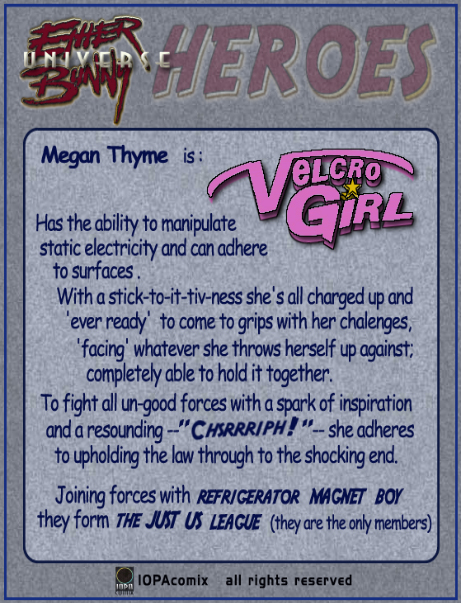 ETHER
UNIVERSE
BUNNY
HEROES
Megan Thyme is :
VELCRO
GIRL
Has the ability to manipulate
static electricity and can adhere
to surfaces .
With a stick-to-it-tiv-ness she's all charged up and
'ever ready' to come to grips with her chalenges,
'facing' whatever she throws herself up against;
completely able to hold it together.
To fight all un-good forces with a spark of inspiration
and a resounding --"CHSRRRIPH!"-- she adheres
to upholding the law through to the shocking end.
Joining forces with REFRIGERATOR MAGNET BOY
they form THE JUST US LEAGUE (they are the only members)
IOPAcomix all rights reserved